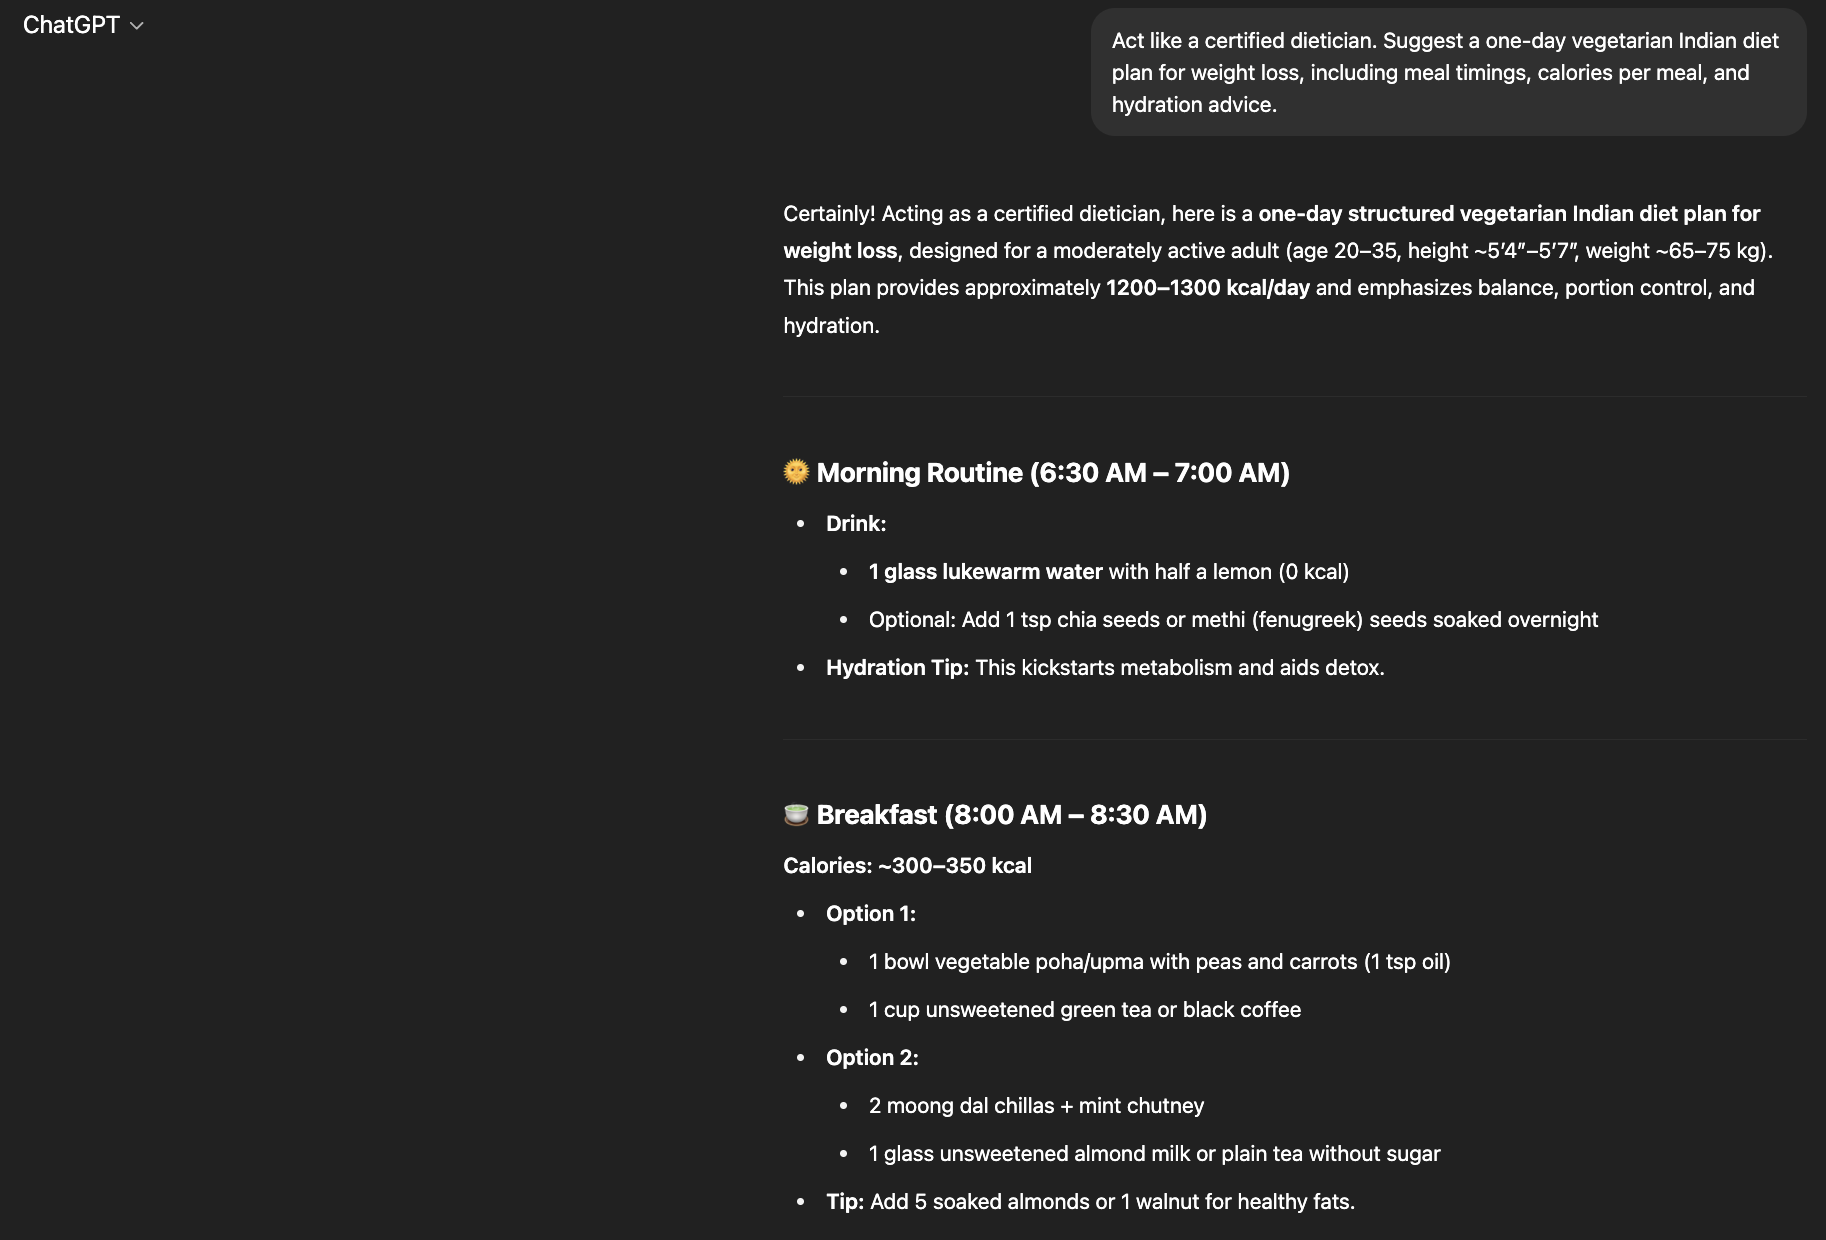 ChatGPT
Act like a certified dietician. Suggest a one-day vegetarian Indian diet
plan for weight loss, including meal timings, calories per meal, and
hydration advice.
Certainly! Acting as a certified dietician, here is a one-day structured vegetarian Indian diet plan for
weight loss, designed for a moderately active adult (age 20–35, height ~5′4″–5′7″, weight ~65–75 kg).
This plan provides approximately 1200–1300 kcal/day and emphasizes balance, portion control, and
hydration.
🌞 Morning Routine (6:30 AM – 7:00 AM)
• Drink:
• 1 glass lukewarm water with half a lemon (0 kcal)
• Optional: Add 1 tsp chia seeds or methi (fenugreek) seeds soaked overnight
• Hydration Tip: This kickstarts metabolism and aids detox.
🍵 Breakfast (8:00 AM – 8:30 AM)
Calories: ~300–350 kcal
• Option 1:
• 1 bowl vegetable poha/upma with peas and carrots (1 tsp oil)
• 1 cup unsweetened green tea or black coffee
• Option 2:
• 2 moong dal chillas + mint chutney
• 1 glass unsweetened almond milk or plain tea without sugar
• Tip: Add 5 soaked almonds or 1 walnut for healthy fats.